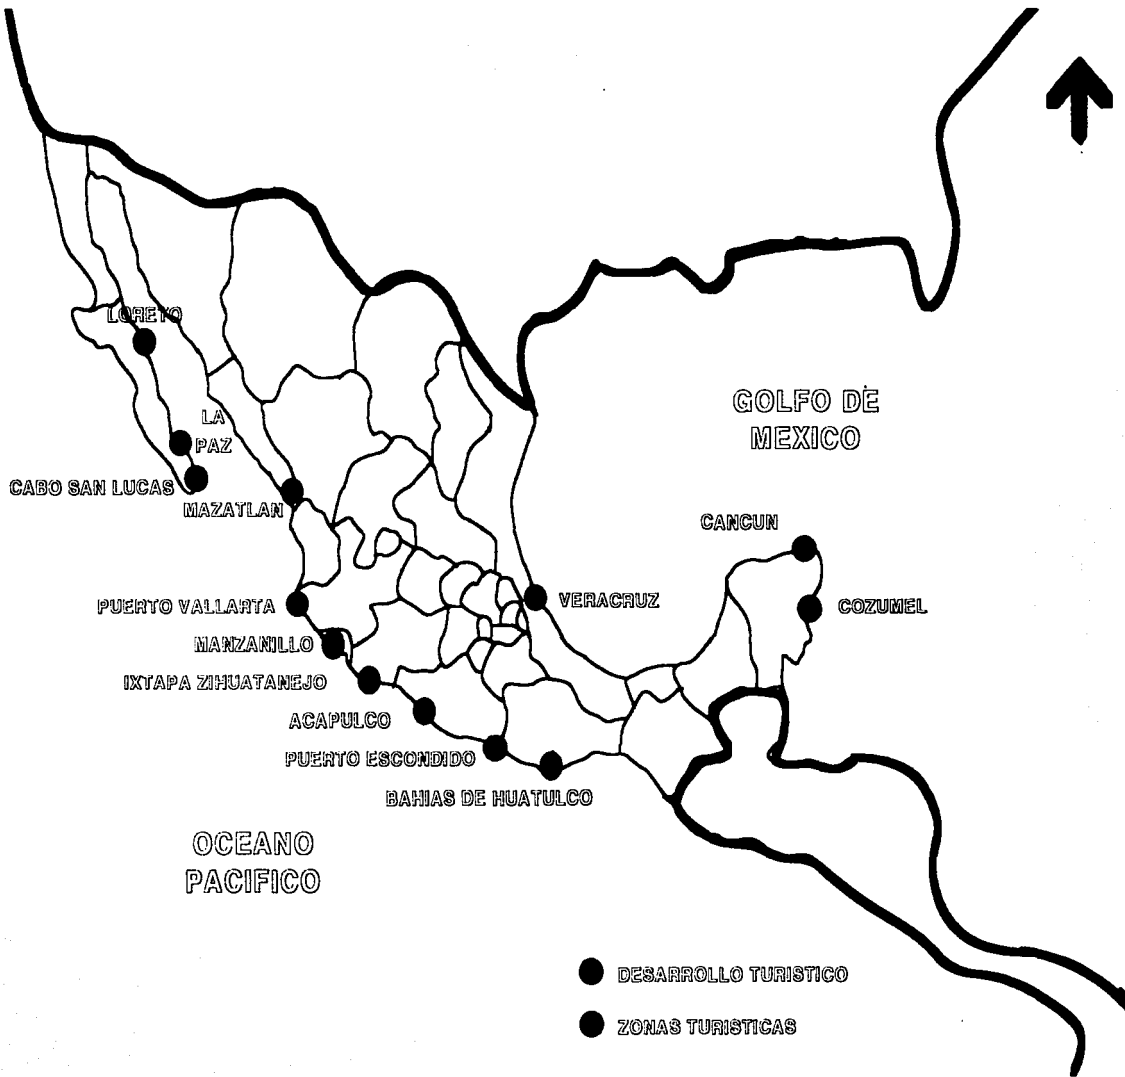 LORETO
GOLFO DE
MEXICO
LA
PAZ
CABO SAN LUCAS
MAZATLAN
CANCUN
PUERTO VALLARTA
VERACRUZ
COZUMEL
MANZANILLO
IXTAPA ZIHUATANEJO
ACAPULCO
PUERTO ESCONDIDO
BAHIAS DE HUATULCO
OCEANO
PACIFICO
DESARROLLO TURISTICO
ZONAS TURISTICAS